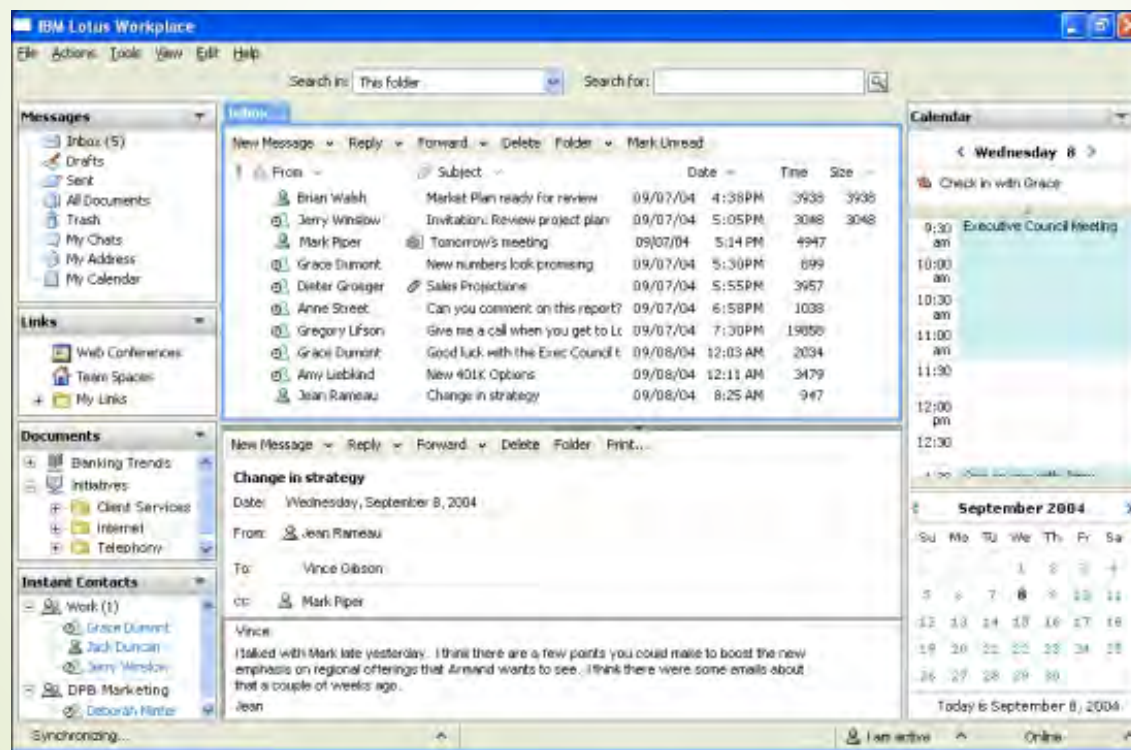 IBM Lotus Workplace
File Actions Tools View Edit Help
Search in: This folder Search for:
Messages
Inbox (5)
Drafts
Sent
All Documents
Trash
My Chats
My Address
My Calendar
Links
Web Conferences
Team Spaces
My Links
Documents
Banking Trends
Initiatives
Client Services
Internet
Telephony
Instant Contacts
Work (1)
Grace Dumont
Jack Duncan
Jerry Winslow
DPB Marketing
Deborah Hinter
Inbox
New Message Reply Forward Delete Folder Mark Unread
! From Subject Date Time Size
Brian Walsh Market Plan ready for review 09/07/04 4:38PM 3938 3938
Jerry Winslow Invitation: Review project plan 09/07/04 5:05PM 3048 3048
Mark Piper Tomorrow's meeting 09/07/04 5:14 PM 4947
Grace Dumont New numbers look promising 09/07/04 5:30PM 699
Dieter Groeger Sales Projections 09/07/04 5:55PM 3957
Anne Street Can you comment on this report? 09/07/04 6:58PM 1038
Gregory Lifson Give me a call when you get to Lc 09/07/04 7:30PM 19858
Grace Dumont Good luck with the Exec Council t 09/08/04 12:03 AM 2034
Amy Liebkind New 401K Options 09/08/04 12:11 AM 3479
Jean Rameau Change in strategy 09/08/04 8:25 AM 947
New Message Reply Forward Delete Folder Print...
Change in strategy
Date: Wednesday, September 8, 2004
From: Jean Rameau
To: Vince Gibson
cc: Mark Piper
Vince
I talked with Mark late yesterday. I think there are a few points you could make to boost the new
emphasis on regional offerings that Armand wants to see. I think there were some emails about
that a couple of weeks ago.
Jean
Calendar
< Wednesday 8 >
Check in with Grace
9:30 am Executive Council Meeting
10:00 am
10:30 am
11:00 am
11:30
12:00 pm
12:30
September 2004
Su Mo Tu We Th Fr Sa
1 2 3 4
5 6 7 8 9 10 11
12 13 14 15 16 17 18
19 20 21 22 23 24 25
26 27 28 29 30
Today is September 8, 2004
Synchronizing... I am active Online